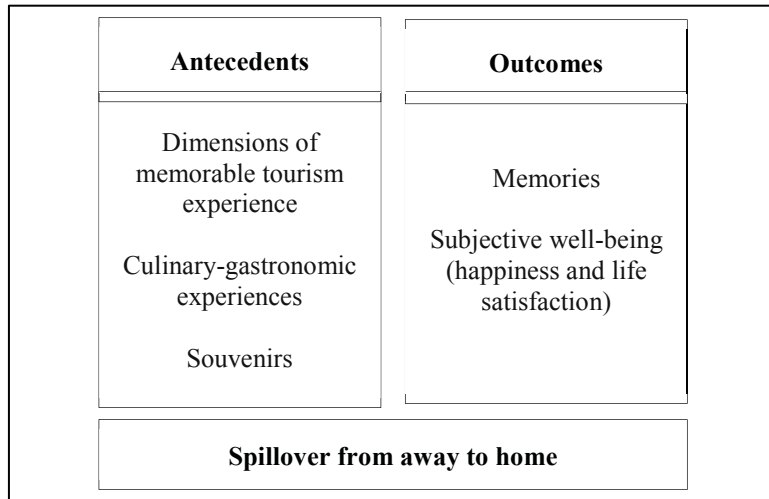 Antecedents
Dimensions of
memorable tourism
experience
Culinary-gastronomic
experiences
Souvenirs
Outcomes
Memories
Subjective well-being
(happiness and life
satisfaction)
Spillover from away to home